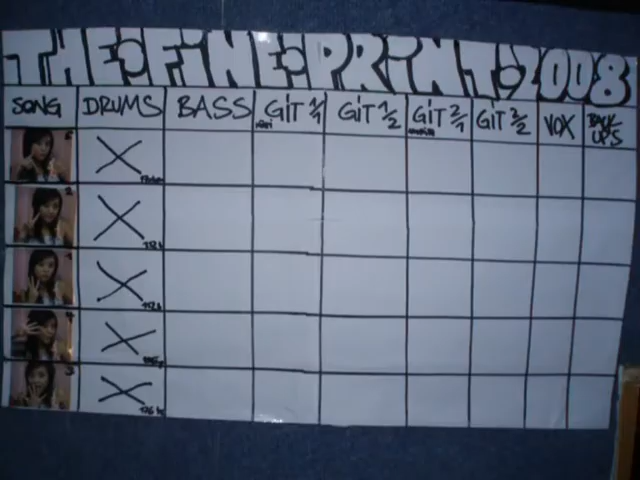 THE:FINE:PRINT:2008
SONG DRUMS BASS GIT 1/1 GIT 1/2 GIT 2/1 GIT 2/2 VOX BACK-UPS
X
X
X
X
X